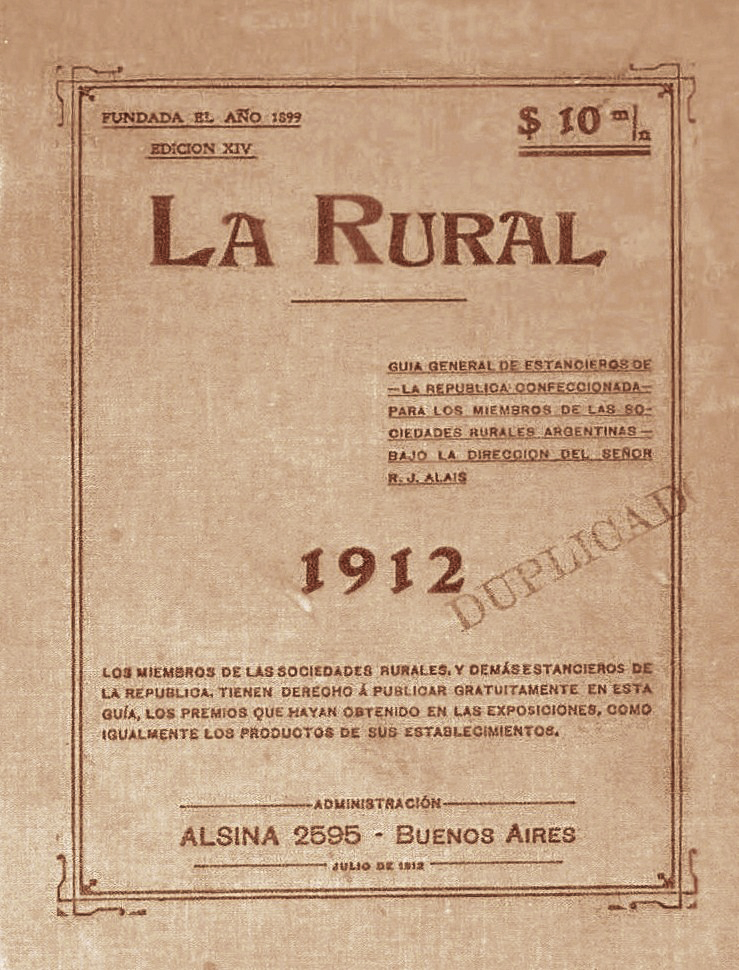 FUNDADA EL AÑO 1899
$ 10 m/n
EDICION XIV
LA RURAL
GUIA GENERAL DE ESTANCIEROS DE
—LA REPUBLICA CONFECCIONADA—
PARA LOS MIEMBROS DE LAS SO-
CIEDADES RURALES ARGENTINAS —
BAJO LA DIRECCION DEL SEÑOR
R. J. ALAIS
1912
DUPLICADO
LOS MIEMBROS DE LAS SOCIEDADES RURALES, Y DEMÁS ESTANCIEROS DE
LA REPUBLICA, TIENEN DERECHO Á PUBLICAR GRATUITAMENTE EN ESTA
GUÍA, LOS PREMIOS QUE HAYAN OBTENIDO EN LAS EXPOSICIONES, COMO
IGUALMENTE LOS PRODUCTOS DE SUS ESTABLECIMIENTOS.
ADMINISTRACIÓN
ALSINA 2595 - BUENOS AIRES
JULIO DE 1912